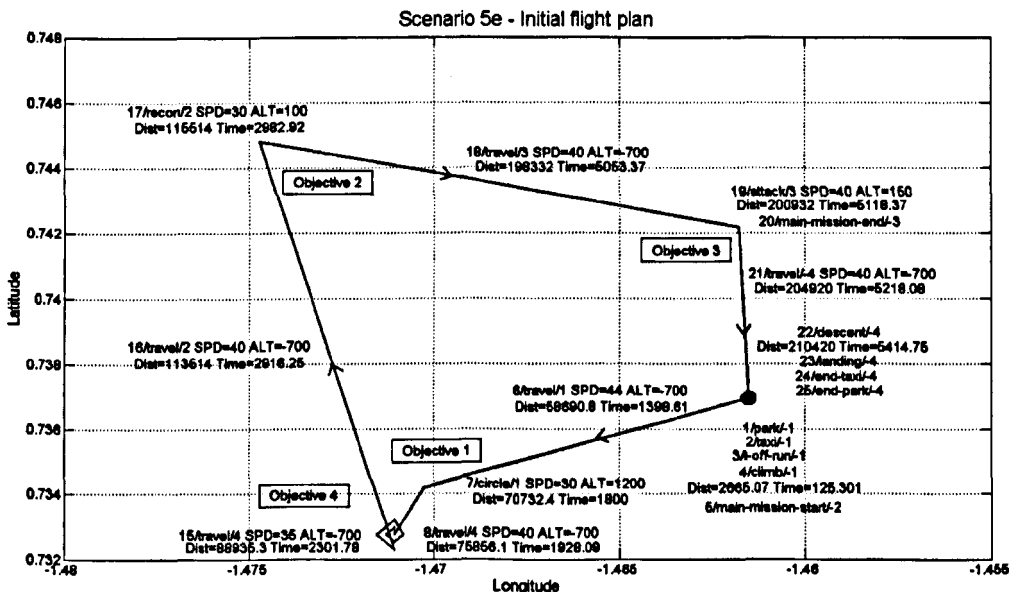 Scenario 5e - Initial flight plan
0.748
0.746
0.744
0.742
0.74
0.738
0.736
0.734
0.732
Latitude
17/recon/2 SPD=30 ALT=100
Dist=115514 Time=2982.92
Objective 2
18/travel/3 SPD=40 ALT=-700
Dist=198332 Time=5053.37
19/attack/3 SPD=40 ALT=150
Dist=200932 Time=5118.37
20/main-mission-end/-3
Objective 3
21/travel/-4 SPD=40 ALT=-700
Dist=204920 Time=5218.08
22/descent/-4
Dist=210420 Time=5414.75
23/landing/-4
24/end-taxi/-4
25/end-park/-4
16/travel/2 SPD=40 ALT=-700
Dist=113514 Time=2916.25
6/travel/1 SPD=44 ALT=-700
Dist=58690.8 Time=1398.61
1/park/-1
2/taxi/-1
3/t-off-run/-1
4/climb/-1
Dist=2665.07 Time=125.301
5/main-mission-start/-2
Objective 1
7/circle/1 SPD=30 ALT=1200
Dist=70732.4 Time=1800
Objective 4
15/travel/4 SPD=35 ALT=-700
Dist=88935.3 Time=2301.78
8/travel/4 SPD=40 ALT=-700
Dist=75856.1 Time=1928.09
-1.48
-1.475
-1.47
-1.465
-1.46
-1.455
Longitude